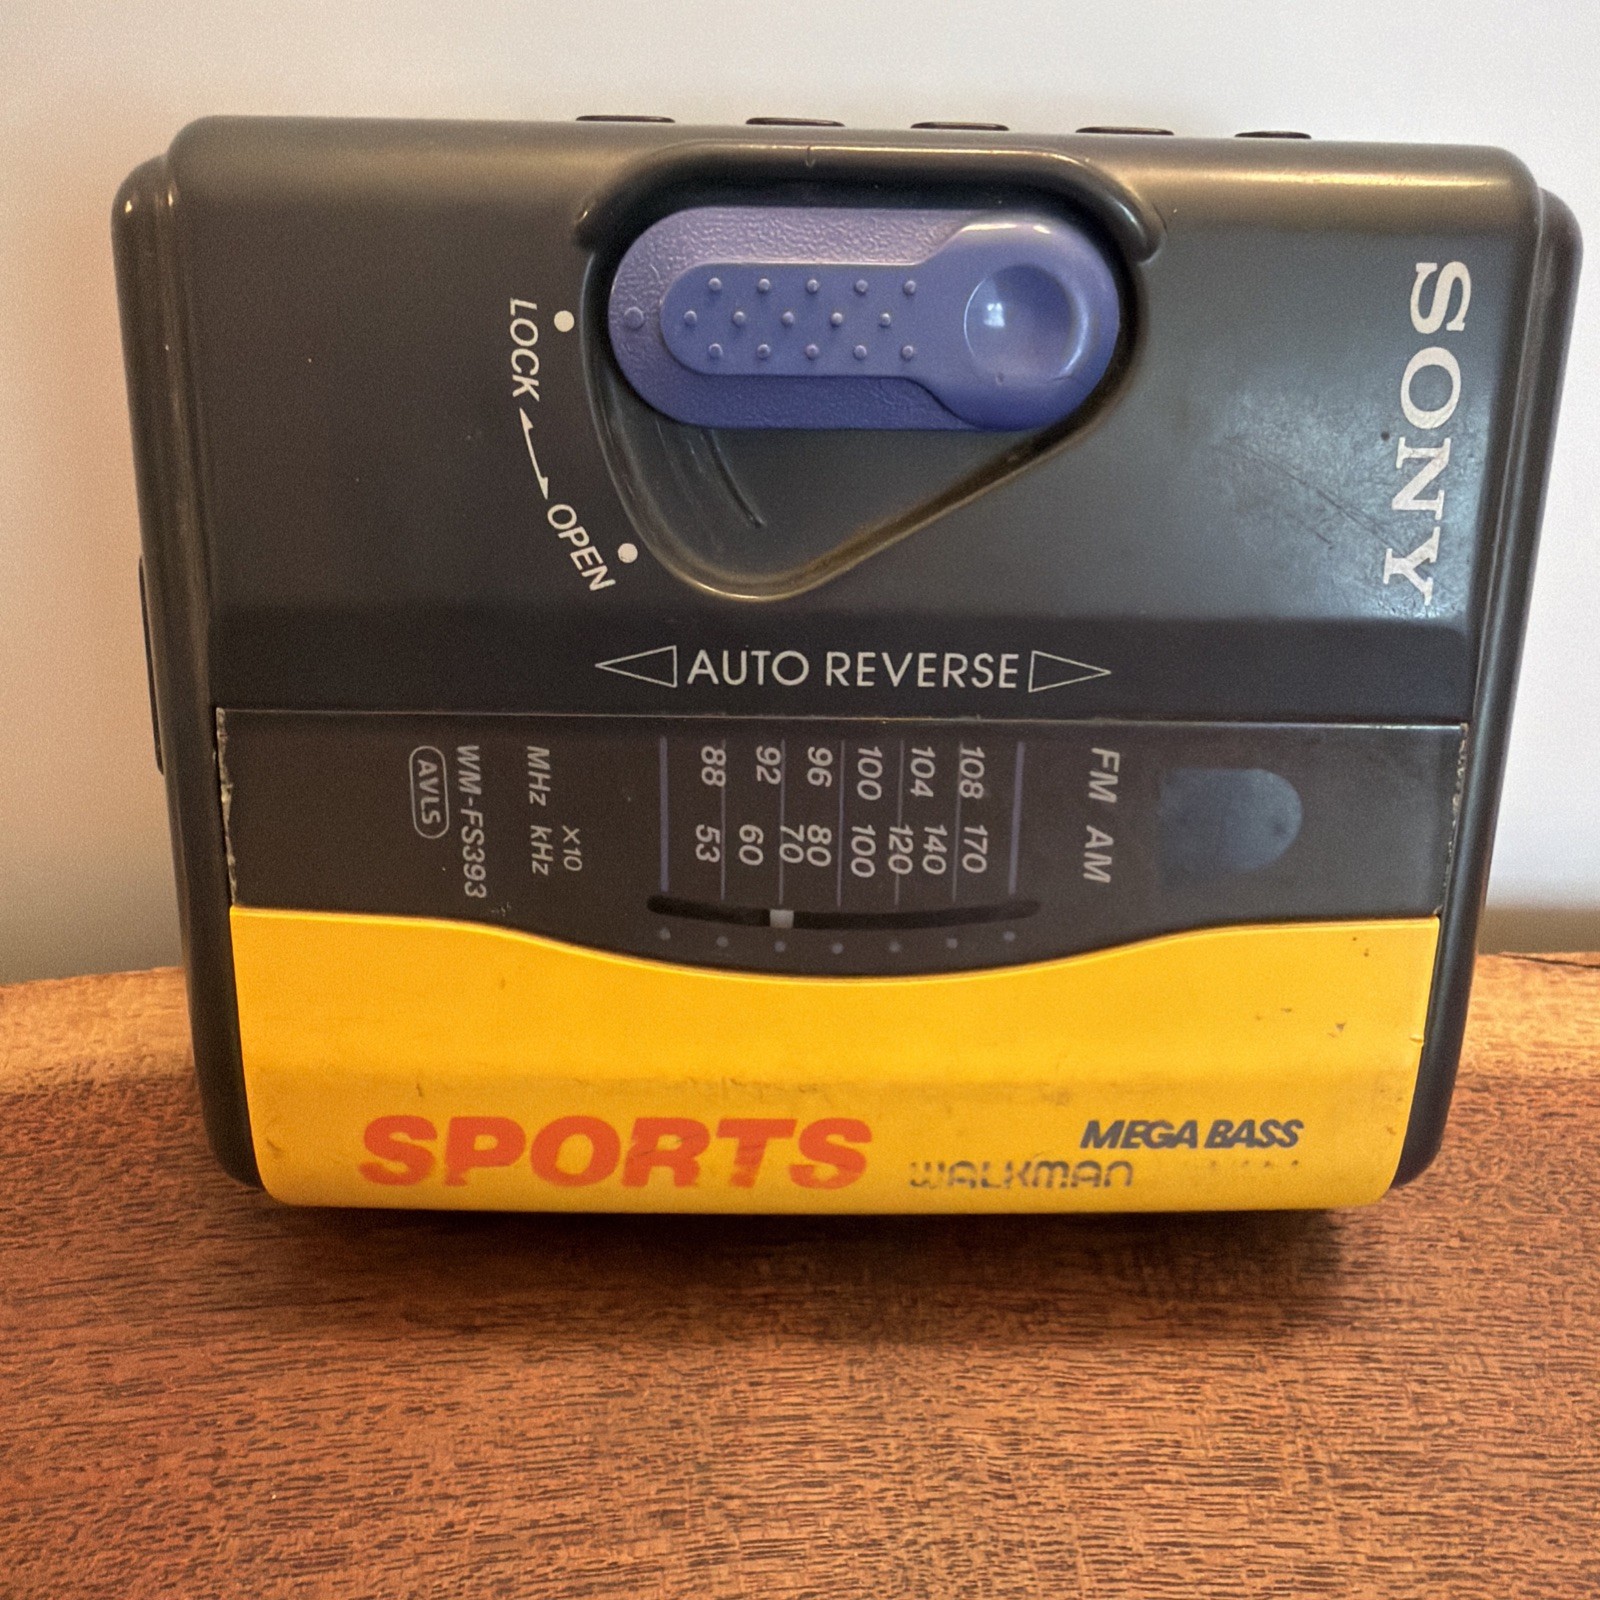 SONY
LOCK
OPEN
AUTO REVERSE
FM 108 104 100 96 92 88 MHz
AM 170 140 120 100 80 70 60 53 kHz
X10
WM-FS393
AVLS
SPORTS
MEGA BASS
WALKMAN